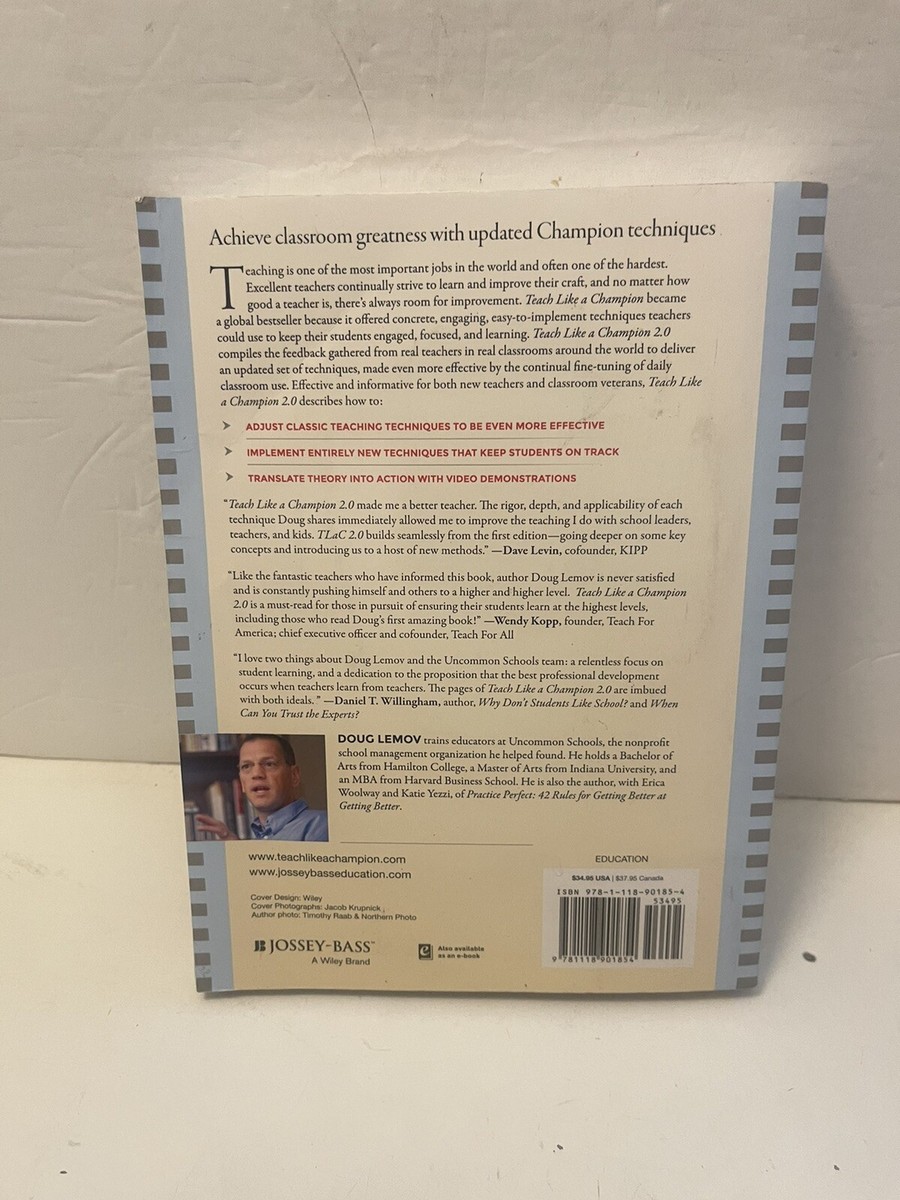 Achieve classroom greatness with updated Champion techniques
Teaching is one of the most important jobs in the world and often one of the hardest.
Excellent teachers continually strive to learn and improve their craft, and no matter how
good a teacher is, there's always room for improvement. Teach Like a Champion became
a global bestseller because it offered concrete, engaging, easy-to-implement techniques teachers
could use to keep their students engaged, focused, and learning. Teach Like a Champion 2.0
compiles the feedback gathered from real teachers in real classrooms around the world to deliver
an updated set of techniques, made even more effective by the continual fine-tuning of daily
classroom use. Effective and informative for both new teachers and classroom veterans, Teach Like
a Champion 2.0 describes how to:
➤ ADJUST CLASSIC TEACHING TECHNIQUES TO BE EVEN MORE EFFECTIVE
➤ IMPLEMENT ENTIRELY NEW TECHNIQUES THAT KEEP STUDENTS ON TRACK
➤ TRANSLATE THEORY INTO ACTION WITH VIDEO DEMONSTRATIONS
"Teach Like a Champion 2.0 made me a better teacher. The rigor, depth, and applicability of each
technique Doug shares immediately allowed me to improve the teaching I do with school leaders,
teachers, and kids. TLaC 2.0 builds seamlessly from the first edition—going deeper on some key
concepts and introducing us to a host of new methods." —Dave Levin, cofounder, KIPP
"Like the fantastic teachers who have informed this book, author Doug Lemov is never satisfied
and is constantly pushing himself and others to a higher and higher level. Teach Like a Champion
2.0 is a must-read for those in pursuit of ensuring their students learn at the highest levels,
including those who read Doug's first amazing book!" —Wendy Kopp, founder, Teach For
America; chief executive officer and cofounder, Teach For All
"I love two things about Doug Lemov and the Uncommon Schools team: a relentless focus on
student learning, and a dedication to the proposition that the best professional development
occurs when teachers learn from teachers. The pages of Teach Like a Champion 2.0 are imbued
with both ideals. " —Daniel T. Willingham, author, Why Don't Students Like School? and When
Can You Trust the Experts?
DOUG LEMOV trains educators at Uncommon Schools, the nonprofit
school management organization he helped found. He holds a Bachelor of
Arts from Hamilton College, a Master of Arts from Indiana University, and
an MBA from Harvard Business School. He is also the author, with Erica
Woolway and Katie Yezzi, of Practice Perfect: 42 Rules for Getting Better at
Getting Better.
www.teachlikeachampion.com
www.josseybasseducation.com
Cover Design: Wiley
Cover Photographs: Jacob Krupnick
Author photo: Timothy Raab & Northern Photo
JB JOSSEY-BASS™
A Wiley Brand
e Also available
as an e-book
EDUCATION
$34.95 USA | $37.95 Canada
ISBN 978-1-118-90185-4
53495
9 781118 901854